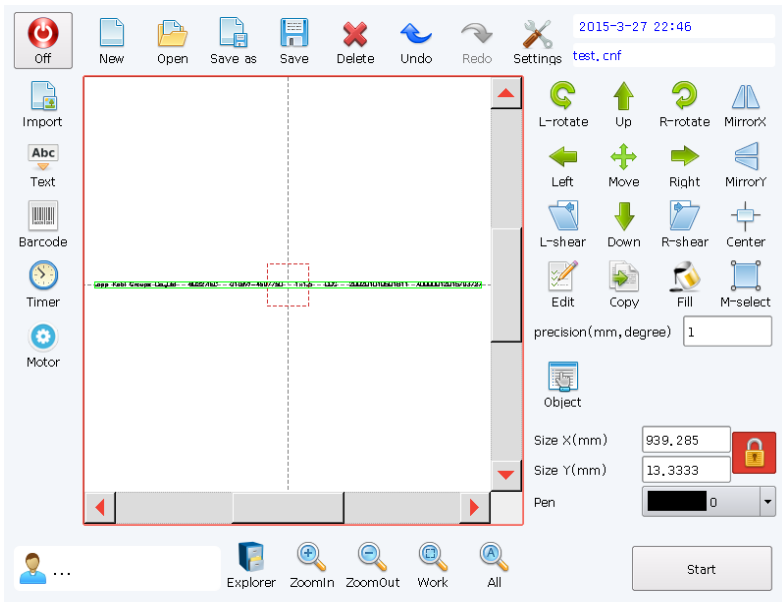 Off
New
Open
Save as
Save
Delete
Undo
Redo
Settings
2015-3-27 22:46
test.cnf
Import
Abc
Text
Barcode
Timer
Motor
L-rotate
Up
R-rotate
MirrorX
Left
Move
Right
MirrorY
L-shear
Down
R-shear
Center
Edit
Copy
Fill
M-select
precision(mm,degree) 1
Object
Size X(mm) 939.285
Size Y(mm) 13.3333
Pen 0
...
Explorer
ZoomIn
ZoomOut
Work
A
All
Start